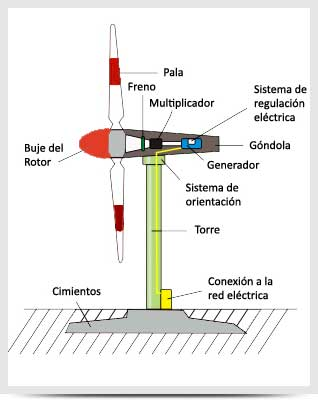 Pala
Freno
Multiplicador
Sistema de
regulación
eléctrica
Buje del
Rotor
Góndola
Generador
Sistema de
orientación
Torre
Conexión a la
red eléctrica
Cimientos